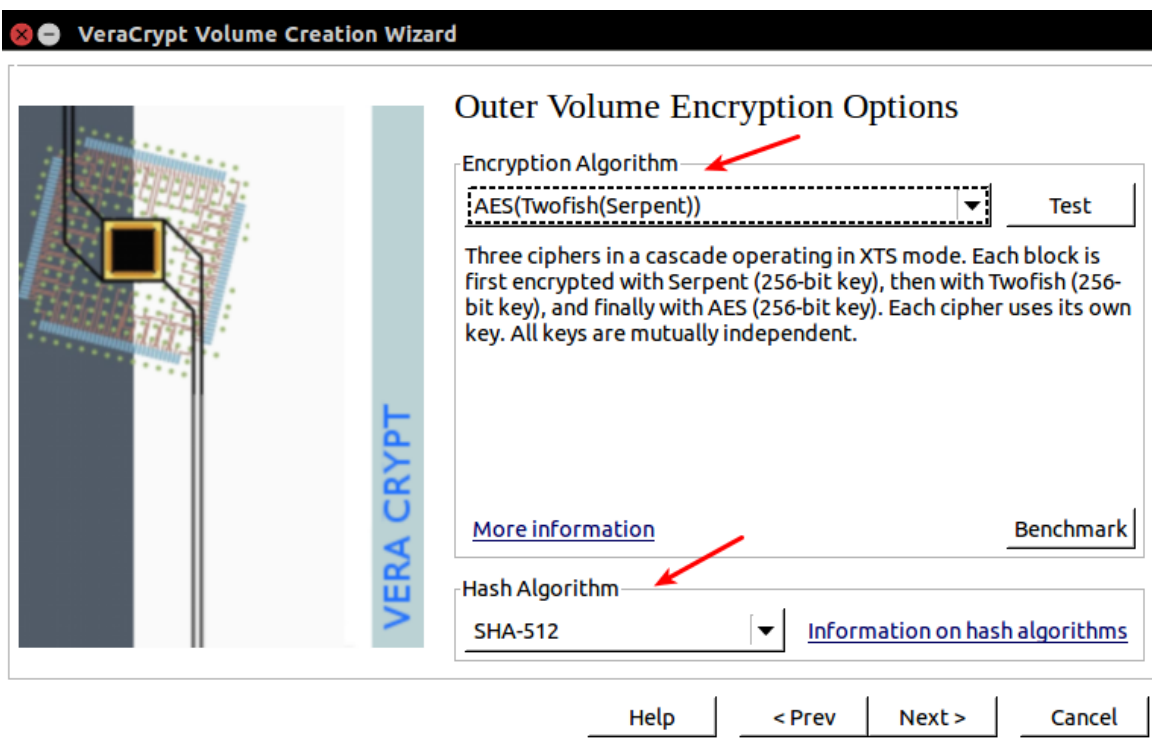 VeraCrypt Volume Creation Wizard
Outer Volume Encryption Options
Encryption Algorithm
AES(Twofish(Serpent))
Test
Three ciphers in a cascade operating in XTS mode. Each block is
first encrypted with Serpent (256-bit key), then with Twofish (256-
bit key), and finally with AES (256-bit key). Each cipher uses its own
key. All keys are mutually independent.
VERA CRYPT
More information
Benchmark
Hash Algorithm
SHA-512
Information on hash algorithms
Help
< Prev
Next >
Cancel